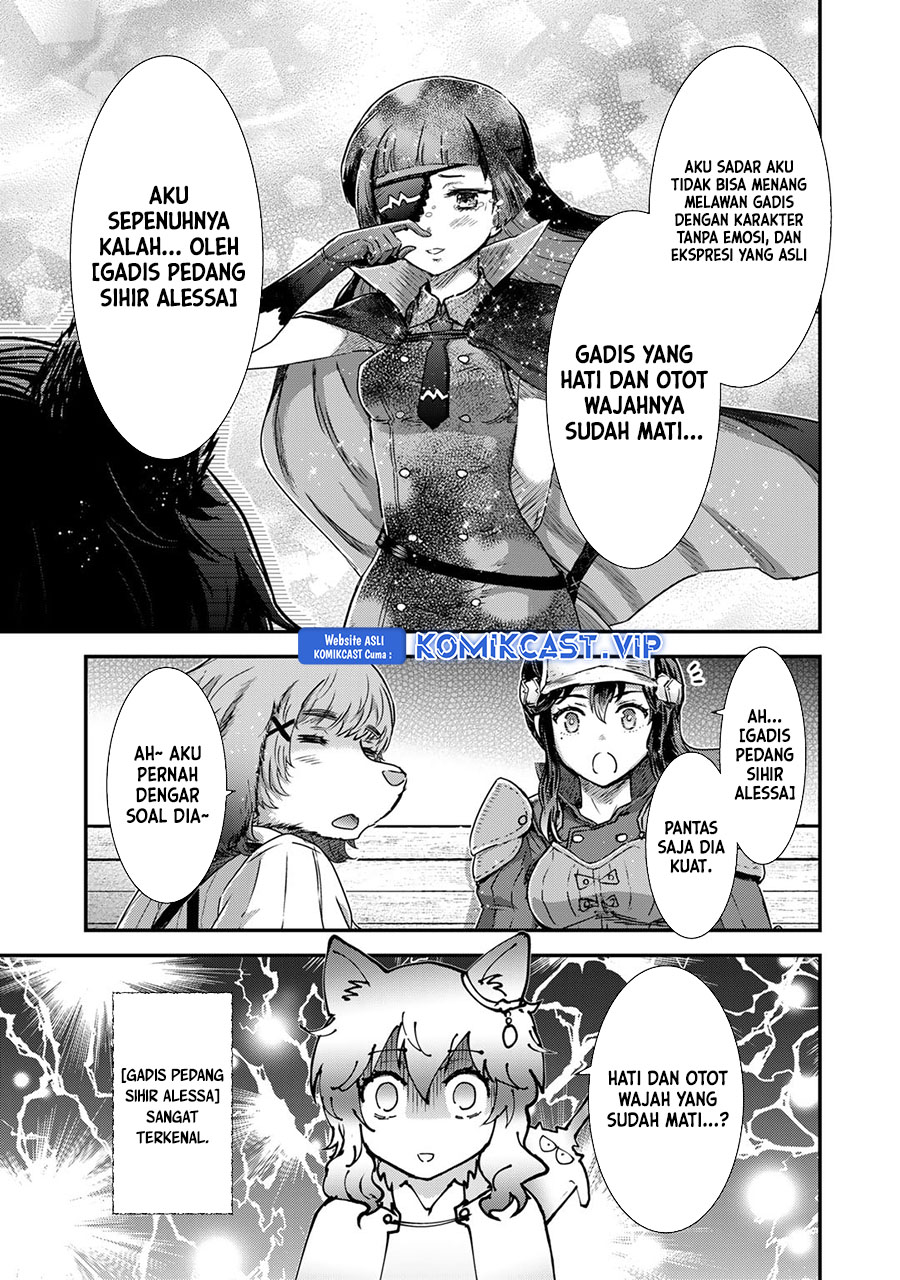 AKU SADAR AKU
TIDAK BISA MENANG
MELAWAN GADIS
DENGAN KARAKTER
TANPA EMOSI, DAN
EKSPRESI YANG ASLI
GADIS YANG
HATI DAN OTOT
WAJAHNYA
SUDAH MATI...
AKU
SEPENUHNYA
KALAH... OLEH
[GADIS PEDANG
SIHIR ALESSA]
Website ASLI
KOMIKCAST Cuma :
KOMIKCAST.VIP
AH...
[GADIS
PEDANG
SIHIR
ALESSA]
PANTAS
SAJA DIA
KUAT.
AH~ AKU
PERNAH
DENGAR
SOAL DIA~
HATI DAN OTOT
WAJAH YANG
SUDAH MATI...?
[GADIS PEDANG
SIHIR ALESSA]
SANGAT
TERKENAL.